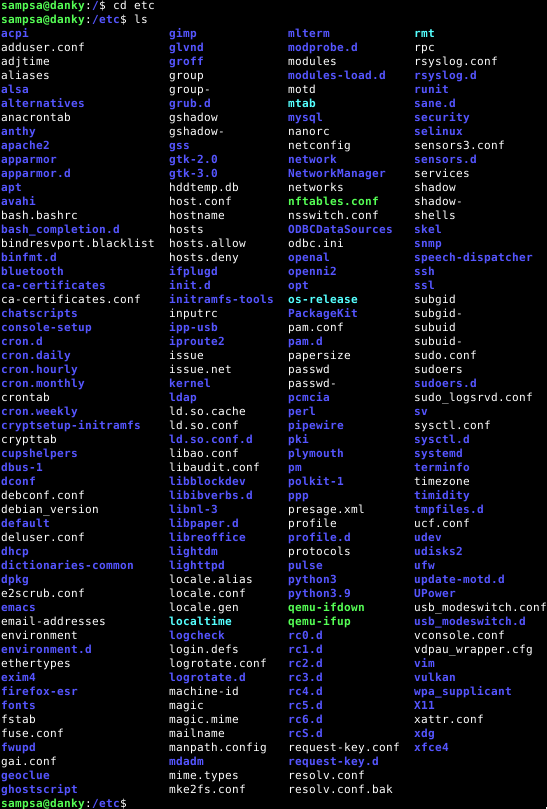 sampsa@danky:/$ cd etc
sampsa@danky:/etc$ ls
acpi gimp mlterm rmt
adduser.conf glvnd modprobe.d rpc
adjtime groff modules rsyslog.conf
aliases group modules-load.d rsyslog.d
alsa group- motd runit
alternatives grub.d mtab sane.d
anacrontab gshadow mysql security
anthy gshadow- nanorc selinux
apache2 gss netconfig sensors3.conf
apparmor gtk-2.0 network sensors.d
apparmor.d gtk-3.0 NetworkManager services
apt hddtemp.db networks shadow
avahi host.conf nftables.conf shadow-
bash.bashrc hostname nsswitch.conf shells
bash_completion.d hosts ODBCDataSources skel
bindresvport.blacklist hosts.allow odbc.ini snmp
binfmt.d hosts.deny openal speech-dispatcher
bluetooth ifplugd openni2 ssh
ca-certificates init.d opt ssl
ca-certificates.conf initramfs-tools os-release subgid
chatscripts inputrc PackageKit subgid-
console-setup ipp-usb pam.conf subuid
cron.d iproute2 pam.d subuid-
cron.daily issue papersize sudo.conf
cron.hourly issue.net passwd sudoers
cron.monthly kernel passwd- sudoers.d
crontab ldap pcmcia sudo_logsrvd.conf
cron.weekly ld.so.cache perl sv
cryptsetup-initramfs ld.so.conf pipewire sysctl.conf
crypttab ld.so.conf.d pki sysctl.d
cupshelpers libao.conf plymouth systemd
dbus-1 libaudit.conf pm terminfo
dconf libblockdev polkit-1 timezone
debconf.conf libibverbs.d ppp timidity
debian_version libnl-3 presage.xml tmpfiles.d
default libpaper.d profile ucf.conf
deluser.conf libreoffice profile.d udev
dhcp lightdm protocols udisks2
dictionaries-common lighttpd pulse ufw
dpkg locale.alias python3 update-motd.d
e2scrub.conf locale.conf python3.9 UPower
emacs locale.gen qemu-ifdown usb_modeswitch.conf
email-addresses localtime qemu-ifup usb_modeswitch.d
environment logcheck rc0.d vconsole.conf
environment.d login.defs rc1.d vdpau_wrapper.cfg
ethertypes logrotate.conf rc2.d vim
exim4 logrotate.d rc3.d vulkan
firefox-esr machine-id rc4.d wpa_supplicant
fonts magic rc5.d X11
fstab magic.mime rc6.d xattr.conf
fuse.conf mailname rcS.d xdg
fwupd manpath.config request-key.conf xfce4
gai.conf mdadm request-key.d
geoclue mime.types resolv.conf
ghostscript mke2fs.conf resolv.conf.bak
sampsa@danky:/etc$